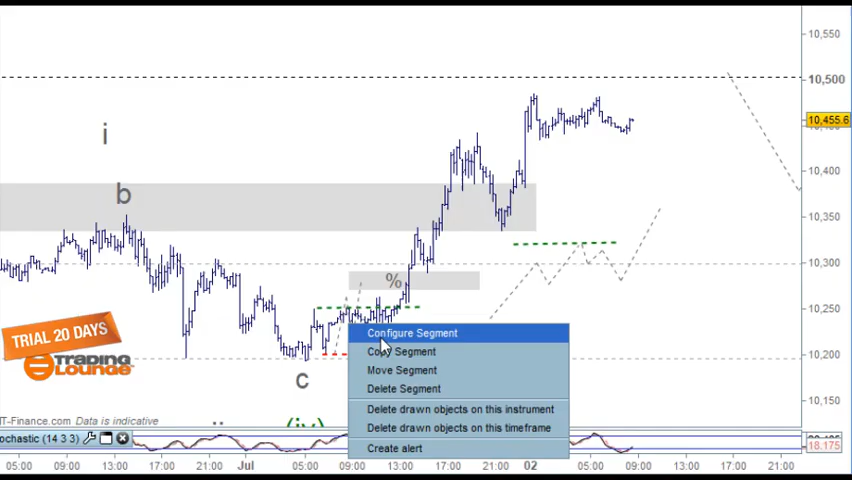 10,550
10,500
10,455.6
10,400
10,350
10,300
10,250
10,200
10,150
i
b
%
c
(iv)
TRIAL 20 DAYS
TRADING
LOUNGE
Configure Segment
Copy Segment
Move Segment
Delete Segment
Delete drawn objects on this instrument
Delete drawn objects on this timeframe
Create alert
IT-Finance.com Data is indicative
ochastic (14 3 3)
18.175
05:00 09:00 17:00 21:00 Jul 05:00 09:00 13:00 17:00 21:00 02 05:00 09:00 13:00 17:00 21:00